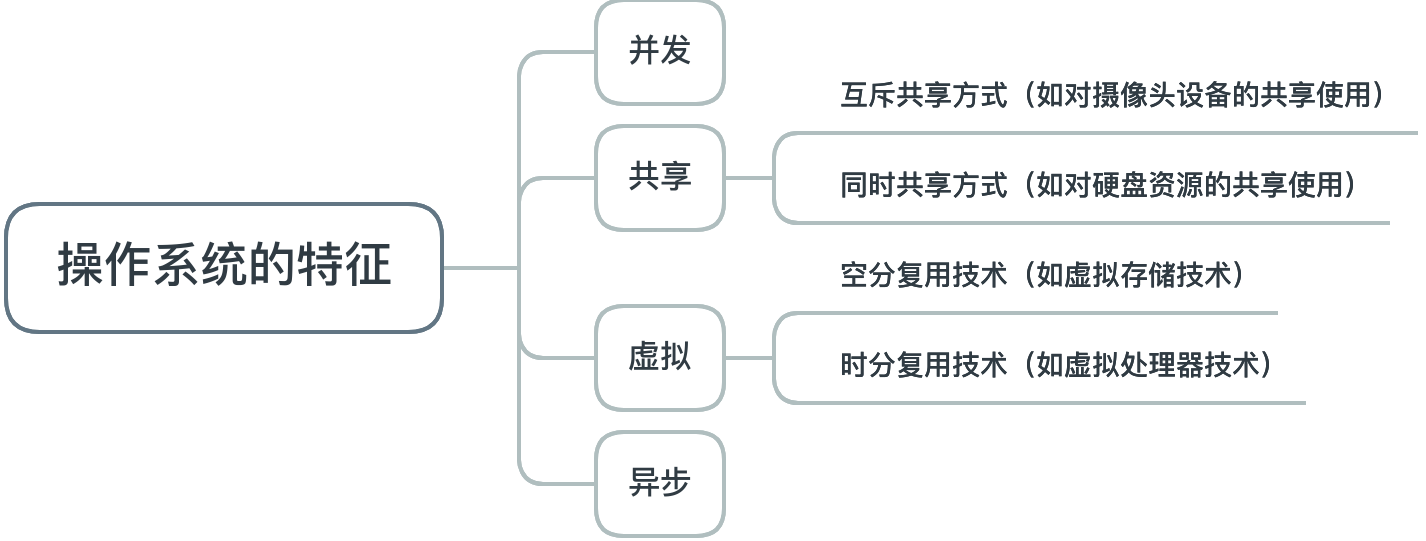 操作系统的特征
并发
共享
互斥共享方式（如对摄像头设备的共享使用）
同时共享方式（如对硬盘资源的共享使用）
虚拟
空分复用技术（如虚拟存储技术）
时分复用技术（如虚拟处理器技术）
异步